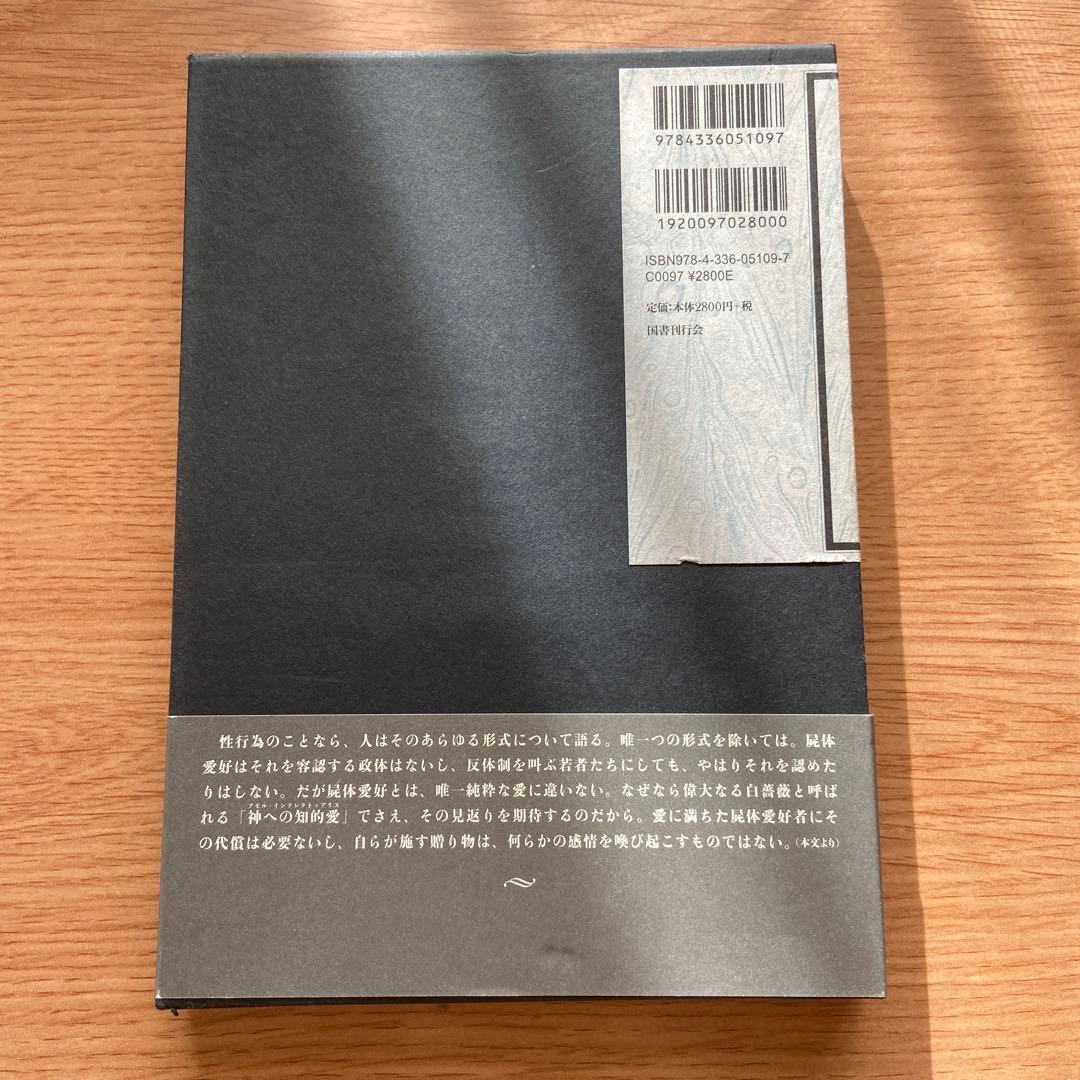 9784336051097
1920097028000
ISBN978-4-336-05109-7
C0097 ¥2800E
定価:本体2800円+税
国書刊行会
性行為のことなら、人はそのあらゆる形式について語る。唯一つの形式を除いては。屍体
愛好はそれを容認する政体はないし、反体制を叫ぶ若者たちにしても、やはりそれを認めた
りはしない。だが屍体愛好とは、唯一純粋な愛に違いない。なぜなら偉大なる白薔薇と呼ば
アモル・インテレクトゥアリス
れる「神への知的愛」でさえ、その見返りを期待するのだから。愛に満ちた屍体愛好者にそ
の代償は必要ないし、自らが施す贈り物は、何らかの感情を喚び起こすものではない。(本文より)